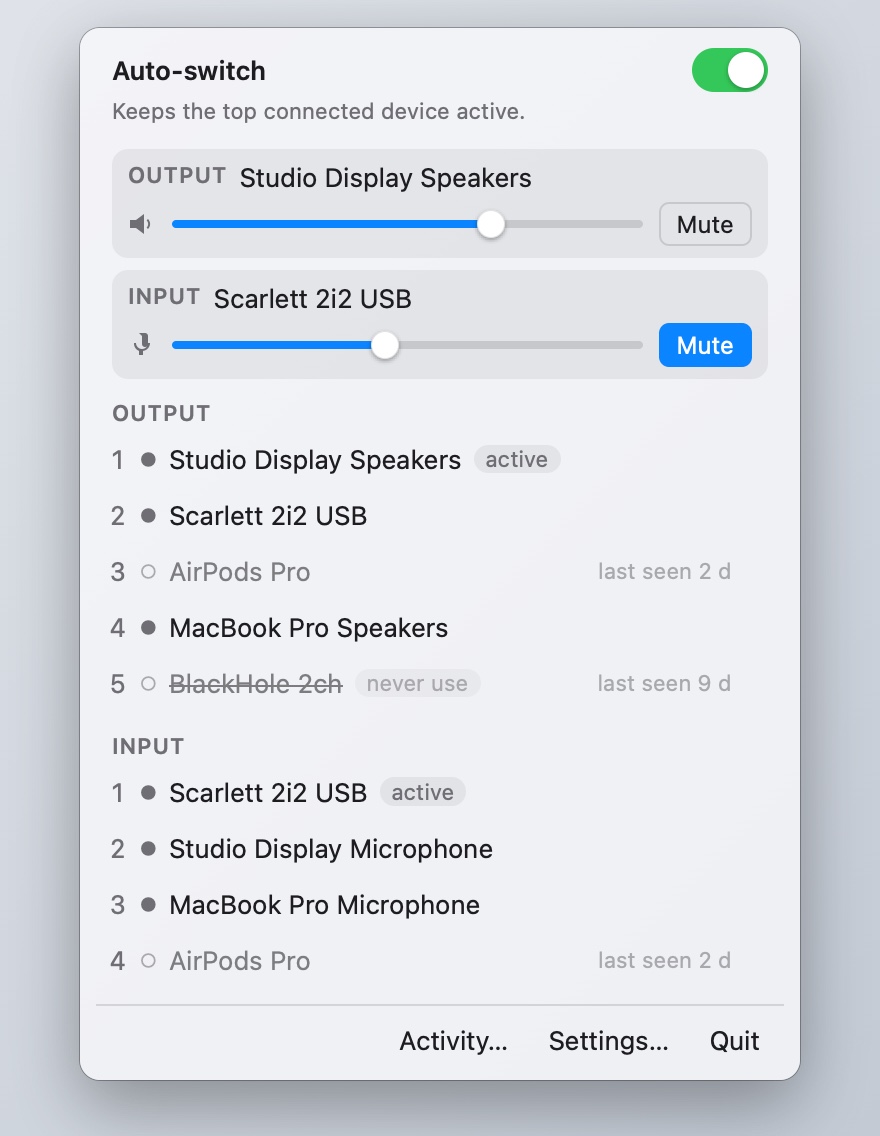 Auto-switch
Keeps the top connected device active.
OUTPUT Studio Display Speakers
Mute
INPUT Scarlett 2i2 USB
Mute
OUTPUT
1 Studio Display Speakers active
2 Scarlett 2i2 USB
3 AirPods Pro last seen 2 d
4 MacBook Pro Speakers
5 BlackHole 2ch never use last seen 9 d
INPUT
1 Scarlett 2i2 USB active
2 Studio Display Microphone
3 MacBook Pro Microphone
4 AirPods Pro last seen 2 d
Activity... Settings... Quit